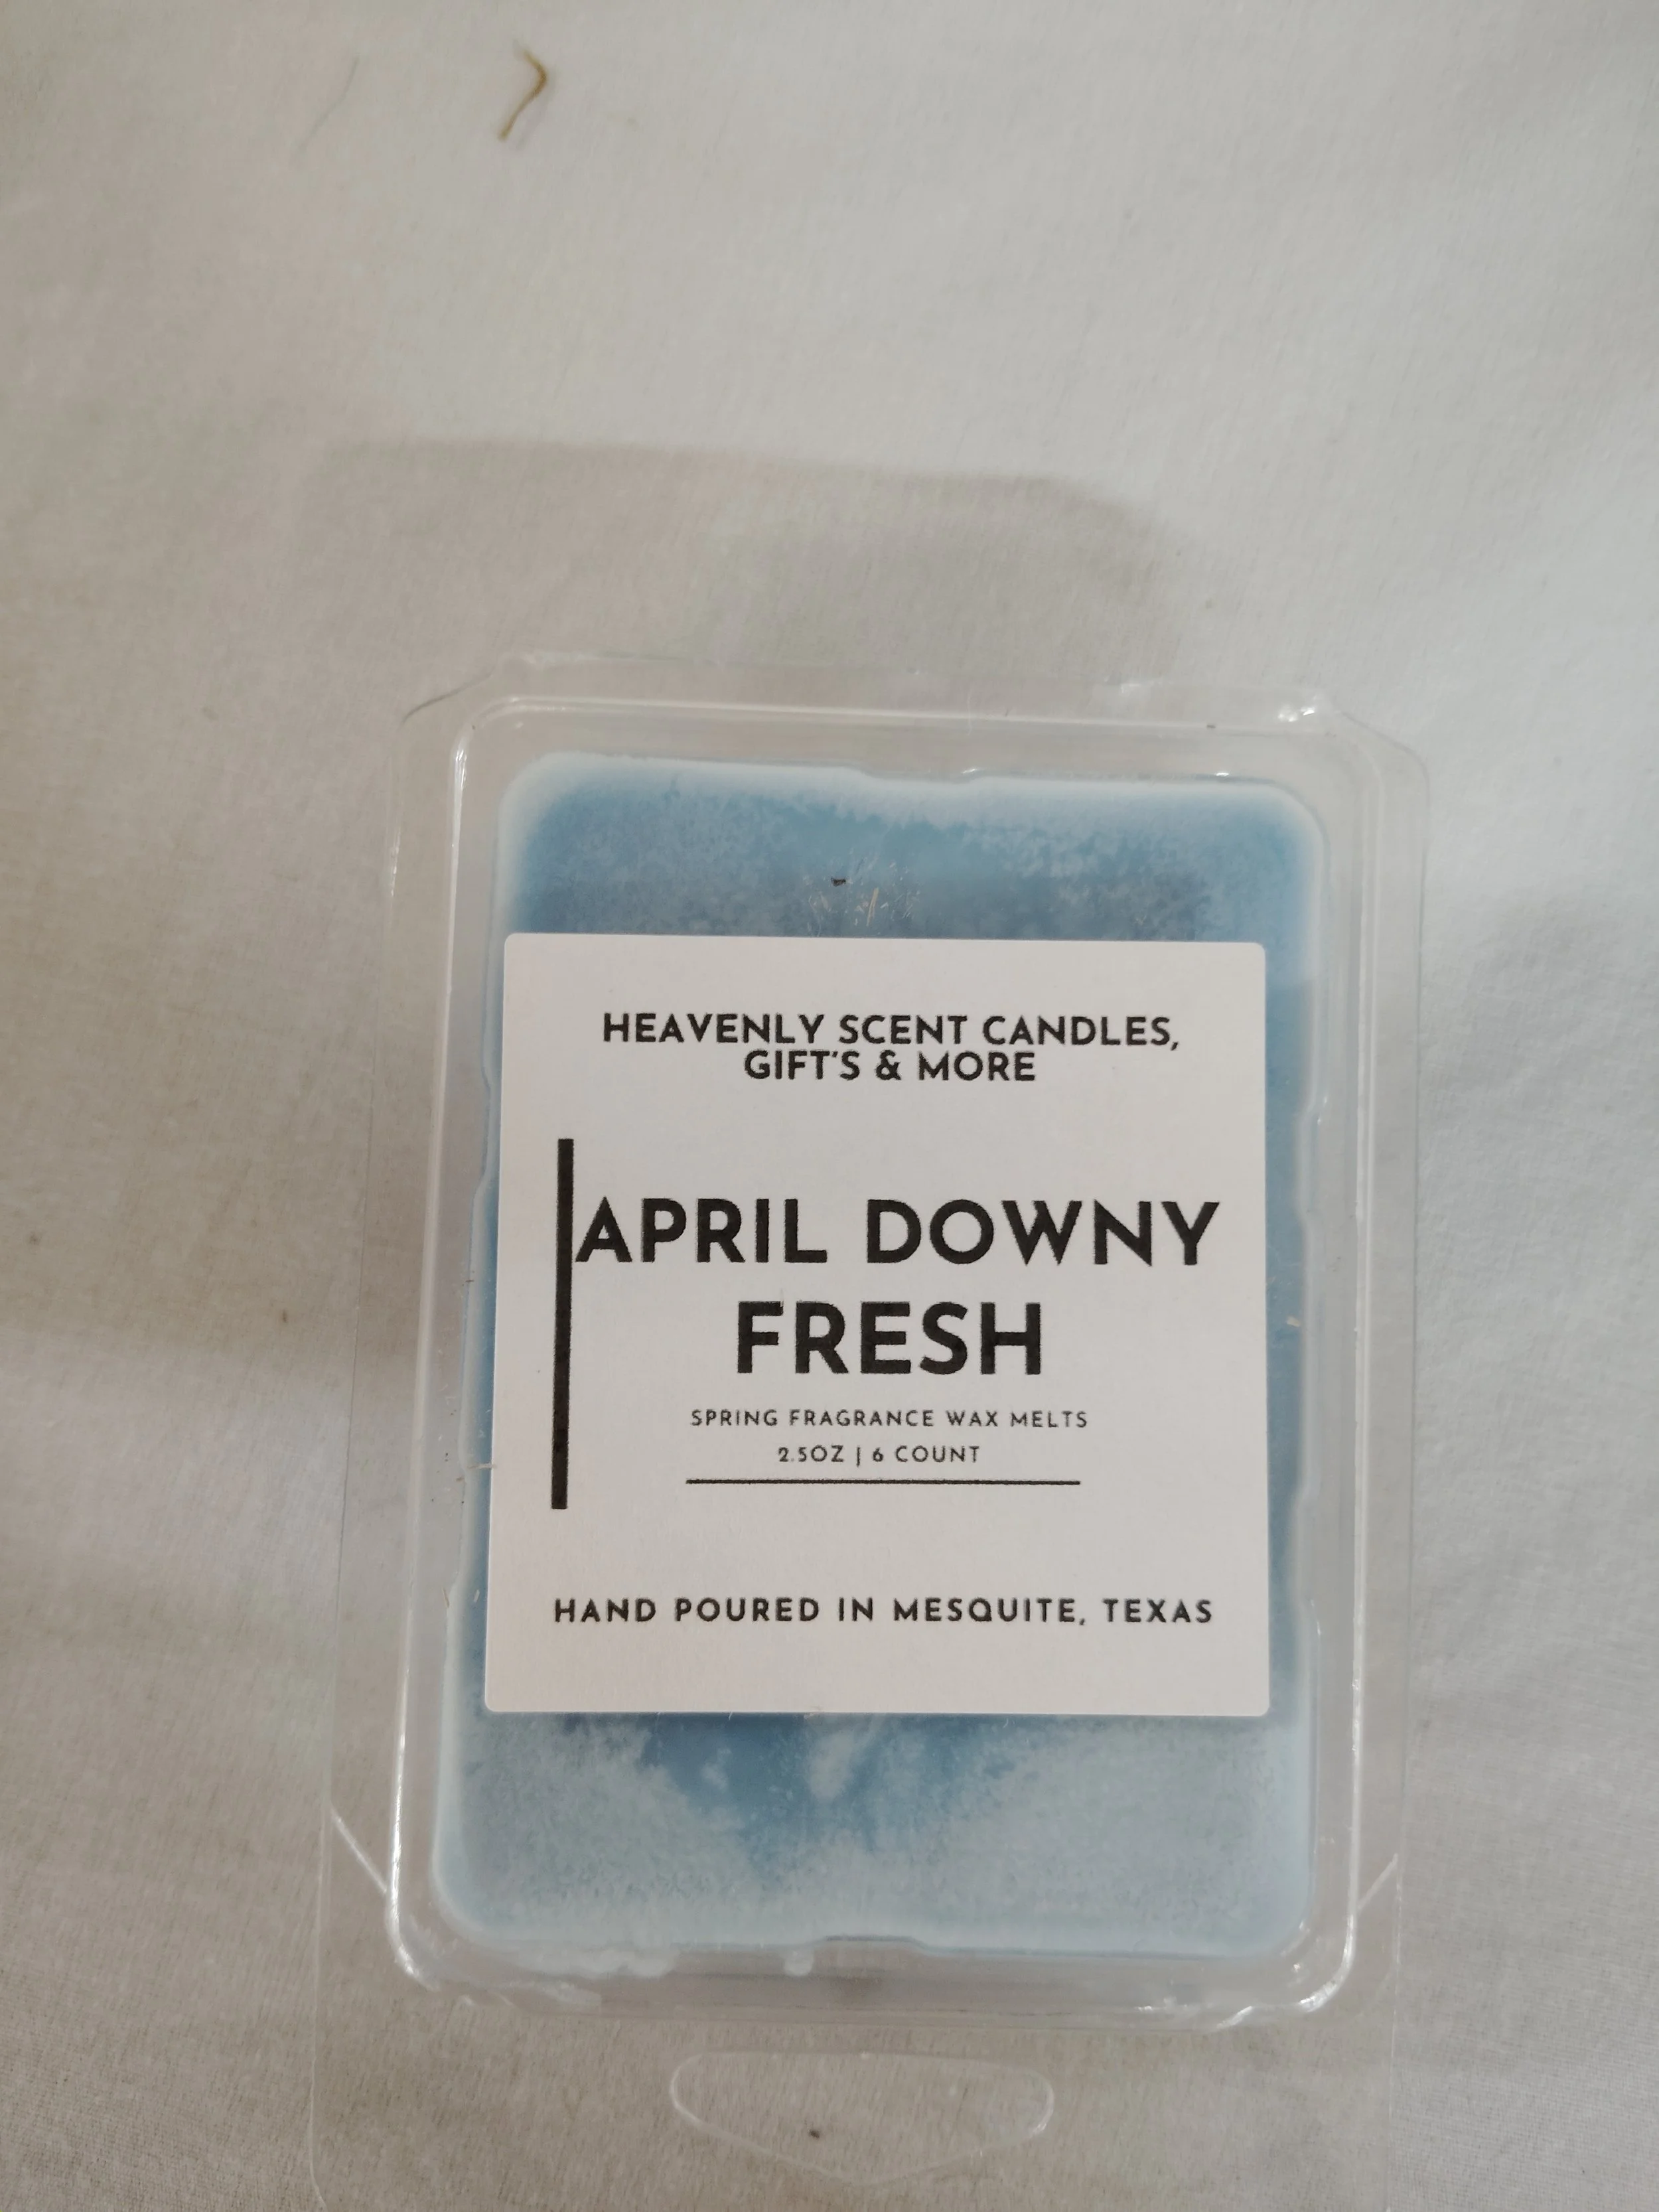 HEAVENLY SCENT CANDLES,
GIFT'S & MORE
APRIL DOWNY
FRESH
SPRING FRAGRANCE WAX MELTS
2.5OZ | 6 COUNT
HAND POURED IN MESQUITE, TEXAS